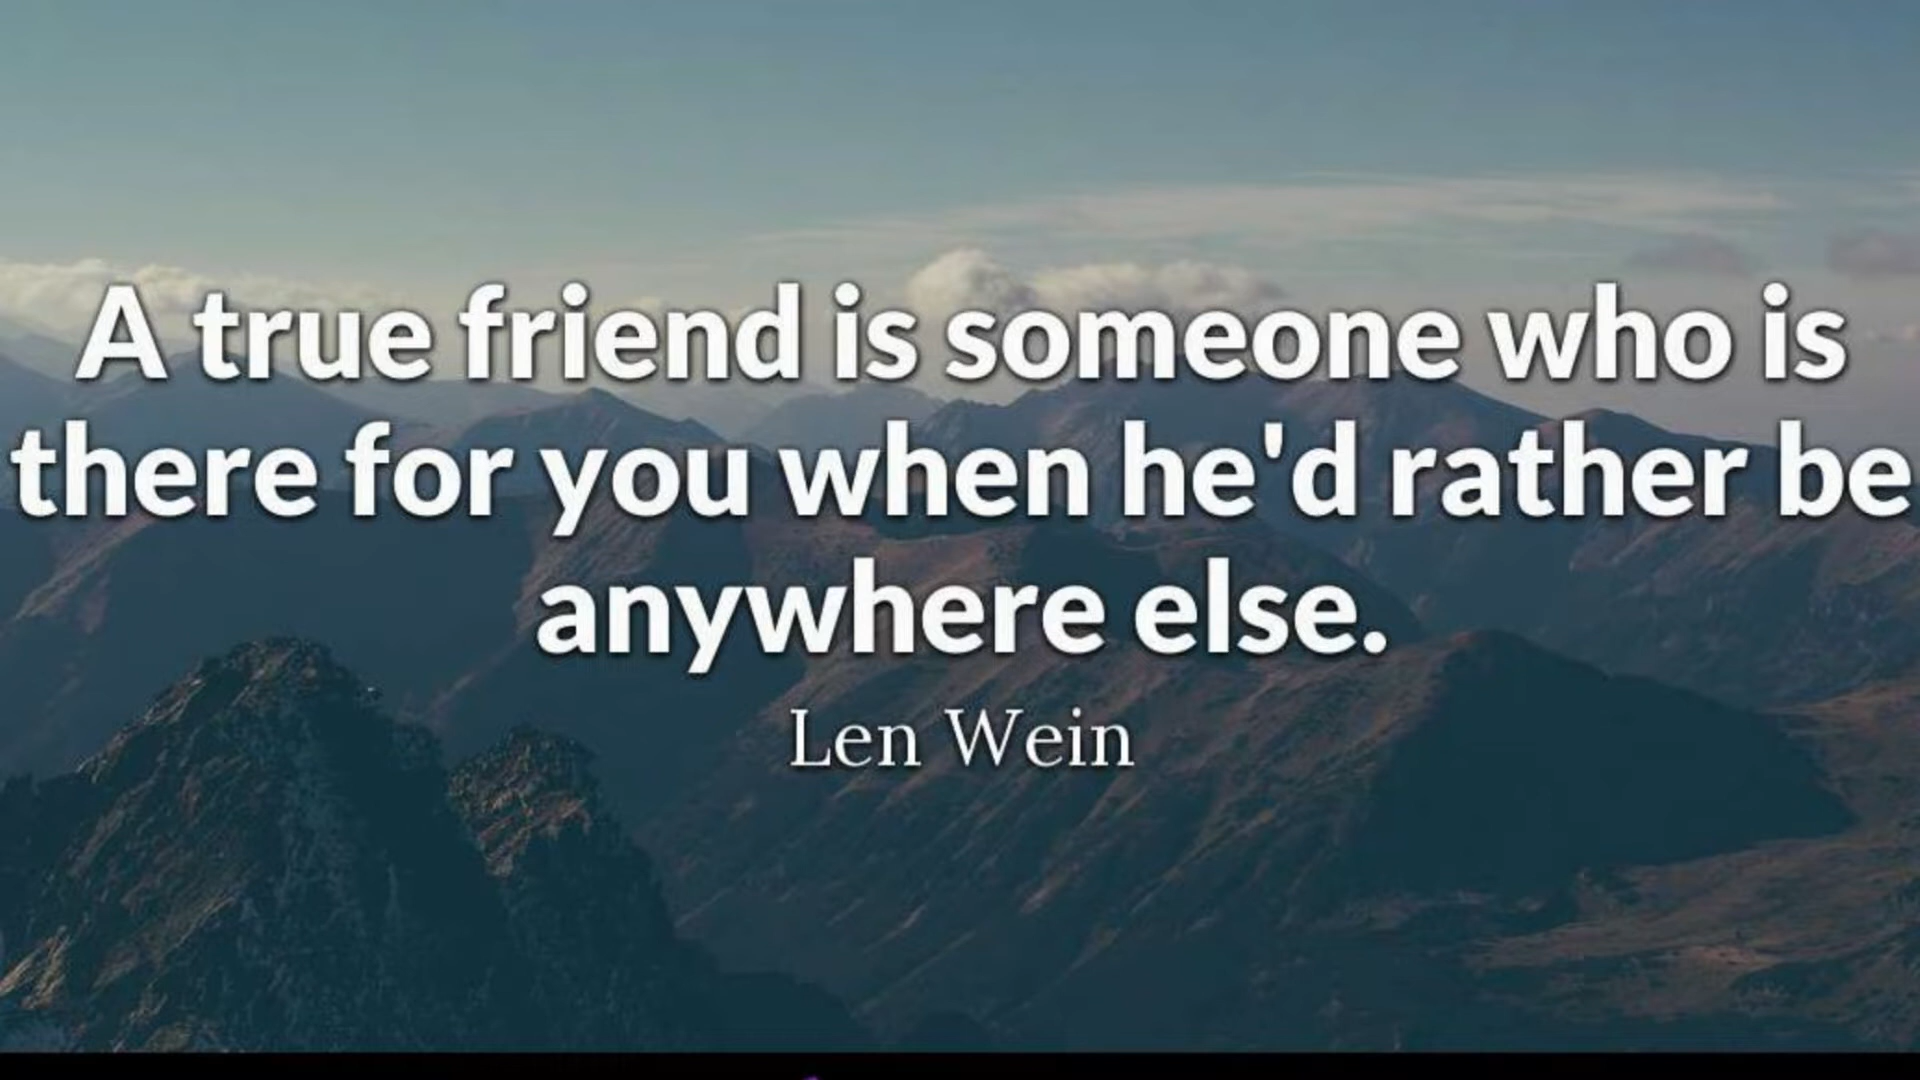 A true friend is someone who is
there for you when he'd rather be
anywhere else.
Len Wein